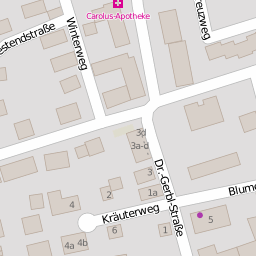 Carolus-Apotheke
estendstraße
Winterweg
reuzweg
3d
3a-d
Dr.-Gerbl-Straße
3
1a
Blume
4
Kräuterweg
5
6
1
4b
4a